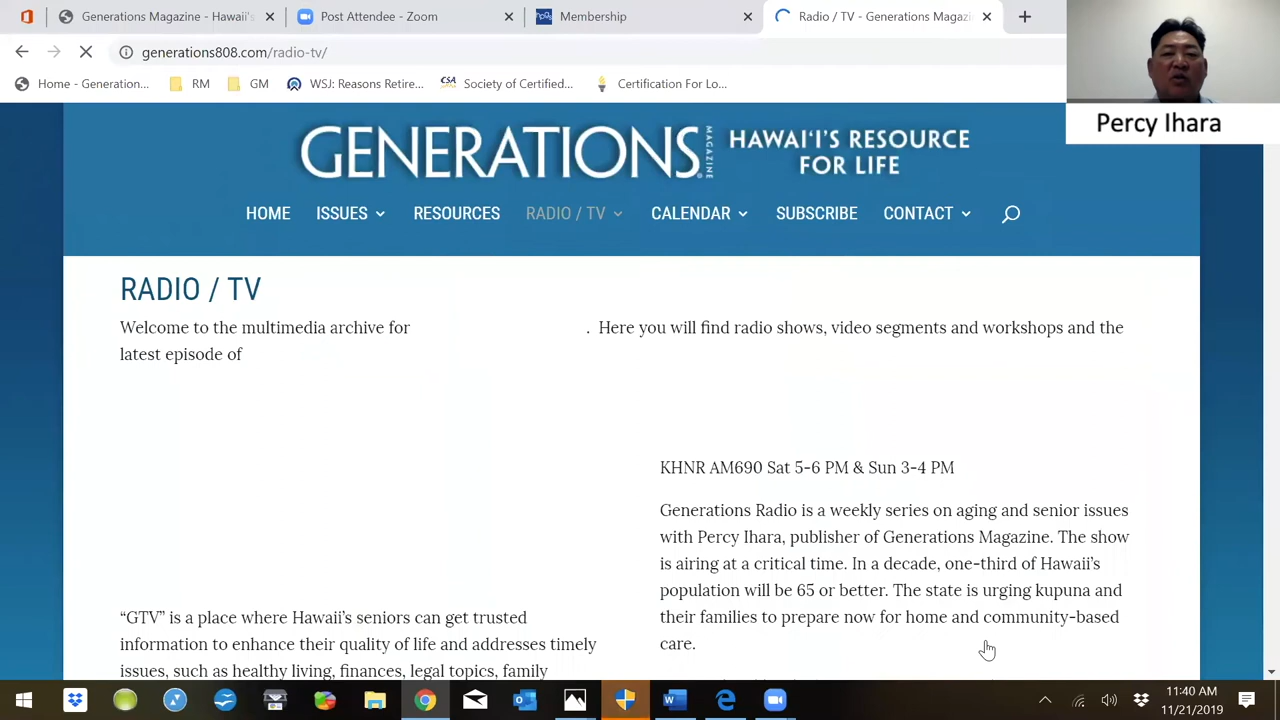 Generations Magazine - Hawaii's
Post Attendee - Zoom
hpgs Membership
Radio / TV - Generations Magazi
generations808.com/radio-tv/
Home - Generation...
RM
GM
WSJ: Reasons Retire...
CSA Society of Certified...
Certification For Lo...
Percy Ihara
GENERATIONS MAGAZINE
HAWAI‘I’S RESOURCE
FOR LIFE
HOME ISSUES RESOURCES RADIO / TV CALENDAR SUBSCRIBE CONTACT
RADIO / TV
Welcome to the multimedia archive for . Here you will find radio shows, video segments and workshops and the
latest episode of
KHNR AM690 Sat 5-6 PM & Sun 3-4 PM
Generations Radio is a weekly series on aging and senior issues
with Percy Ihara, publisher of Generations Magazine. The show
is airing at a critical time. In a decade, one-third of Hawaii’s
population will be 65 or better. The state is urging kupuna and
their families to prepare now for home and community-based
care.
“GTV” is a place where Hawaii’s seniors can get trusted
information to enhance their quality of life and addresses timely
issues, such as healthy living, finances, legal topics, family
11:40 AM
11/21/2019